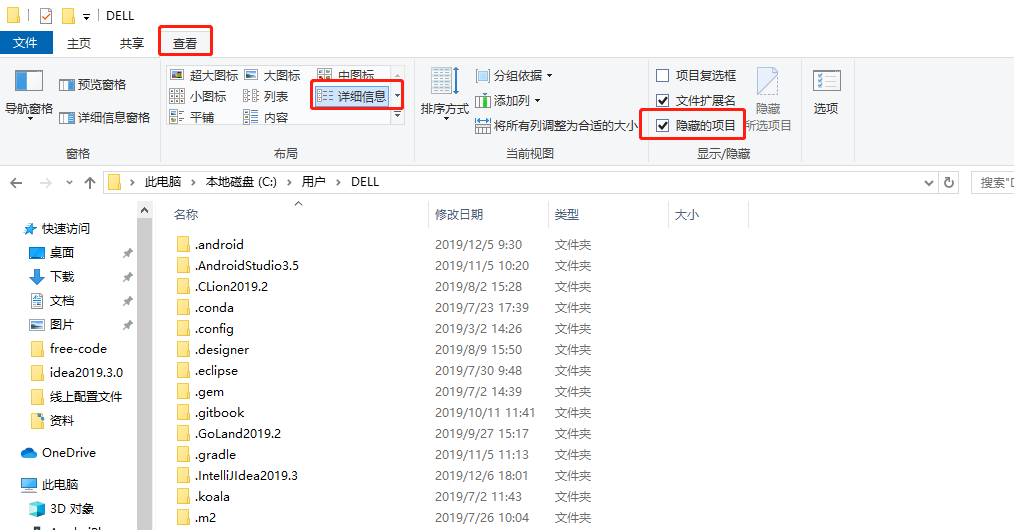 DELL
文件 主页 共享 查看
导航窗格 预览窗格 详细信息窗格
窗格
超大图标 大图标 中图标
小图标 列表 详细信息
平铺 内容
布局
排序方式 分组依据 添加列 将所有列调整为合适的大小
当前视图
项目复选框
文件扩展名
隐藏的项目
隐藏
所选项目
显示/隐藏
选项
此电脑 本地磁盘 (C:) 用户 DELL
搜索"D
快速访问
桌面
下载
文档
图片
free-code
idea2019.3.0
线上配置文件
资料
OneDrive
此电脑
3D 对象
名称 修改日期 类型 大小
.android 2019/12/5 9:30 文件夹
.AndroidStudio3.5 2019/11/5 10:20 文件夹
.CLion2019.2 2019/8/2 15:28 文件夹
.conda 2019/7/23 17:39 文件夹
.config 2019/3/2 14:26 文件夹
.designer 2019/8/9 15:50 文件夹
.eclipse 2019/7/30 9:48 文件夹
.gem 2019/7/2 14:39 文件夹
.gitbook 2019/10/11 11:41 文件夹
.GoLand2019.2 2019/9/27 15:17 文件夹
.gradle 2019/11/5 11:13 文件夹
.IntelliJIdea2019.3 2019/12/6 18:01 文件夹
.koala 2019/7/2 11:43 文件夹
.m2 2019/7/26 10:04 文件夹